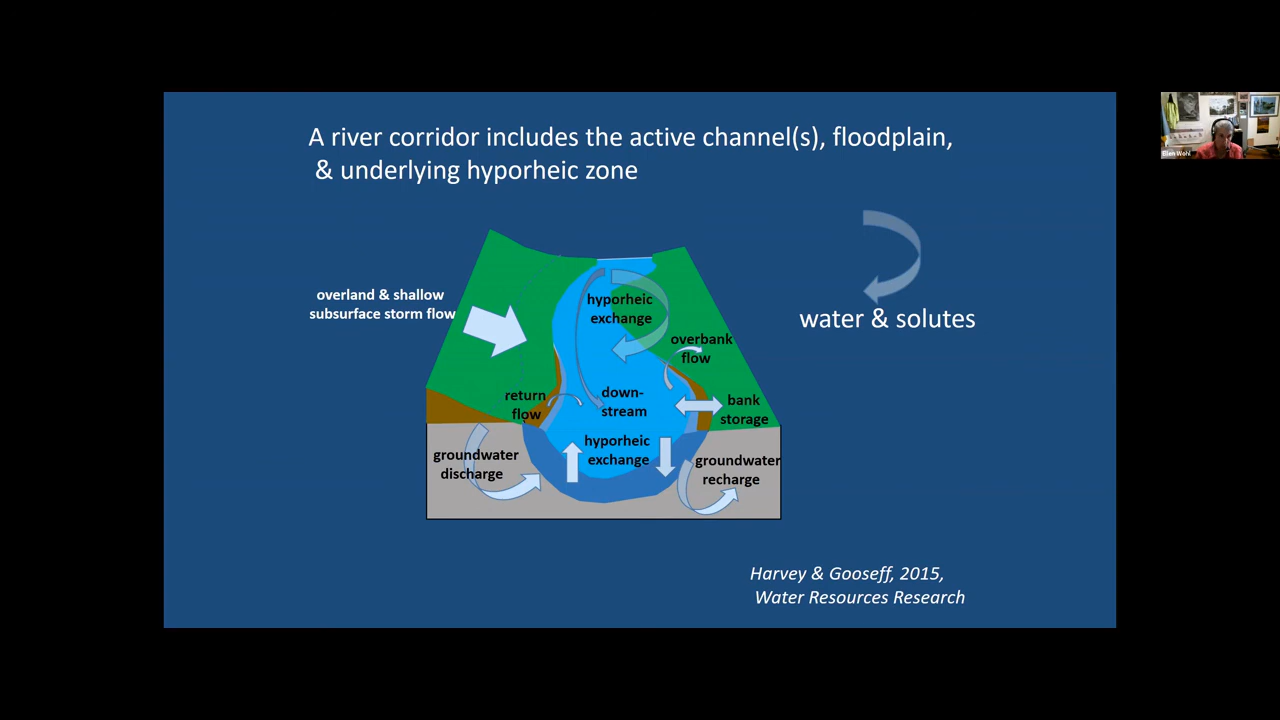 A river corridor includes the active channel(s), floodplain,
& underlying hyporheic zone
Ellen Wohl
overland & shallow
subsurface storm flow
hyporheic
exchange
water & solutes
overbank
flow
return
flow
down-
stream
bank
storage
hyporheic
exchange
groundwater
discharge
groundwater
recharge
Harvey & Gooseff, 2015,
Water Resources Research